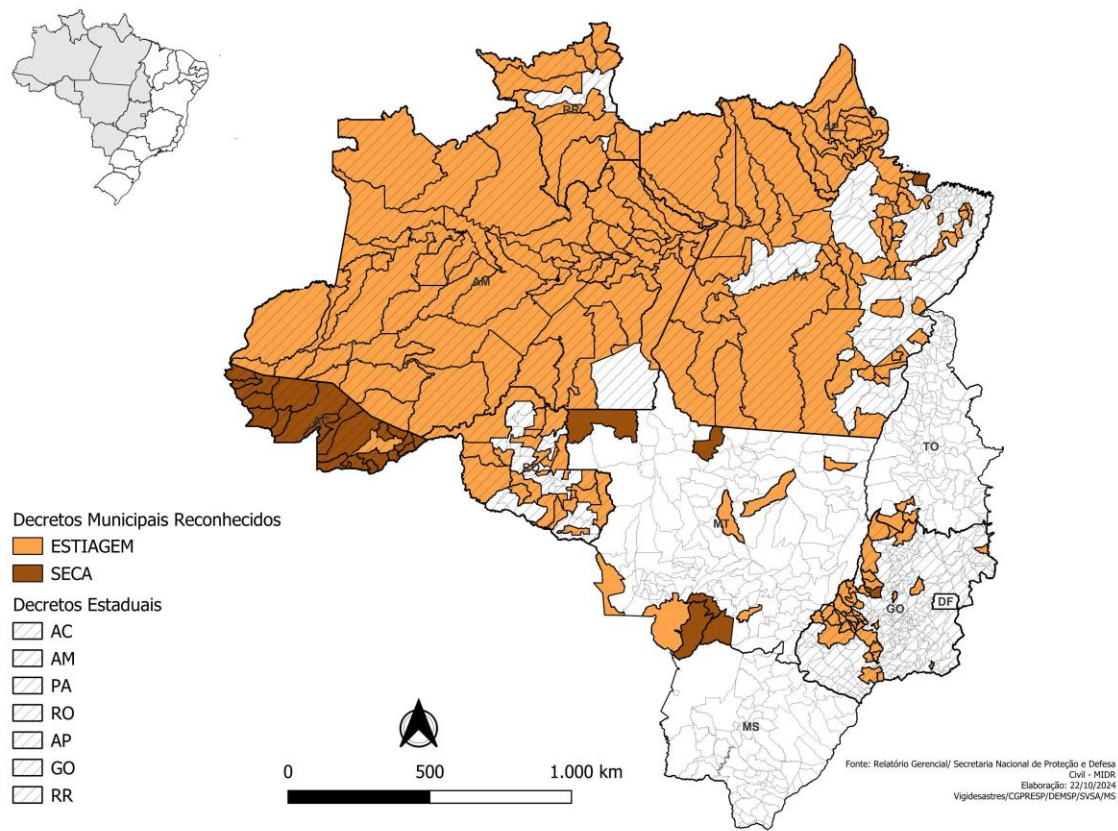 RR
AP
PA
AM
AC
RO
TO
MT
GO
DF
MS
Decretos Municipais Reconhecidos
ESTIAGEM
SECA
Decretos Estaduais
AC
AM
PA
RO
AP
GO
RR
0 500 1.000 km
Fonte: Relatório Gerencial/ Secretaria Nacional de Proteção e Defesa
Civil - MIDR
Elaboração: 22/10/2024
Vigidesastres/CGPRESP/DEMSP/SVSA/MS